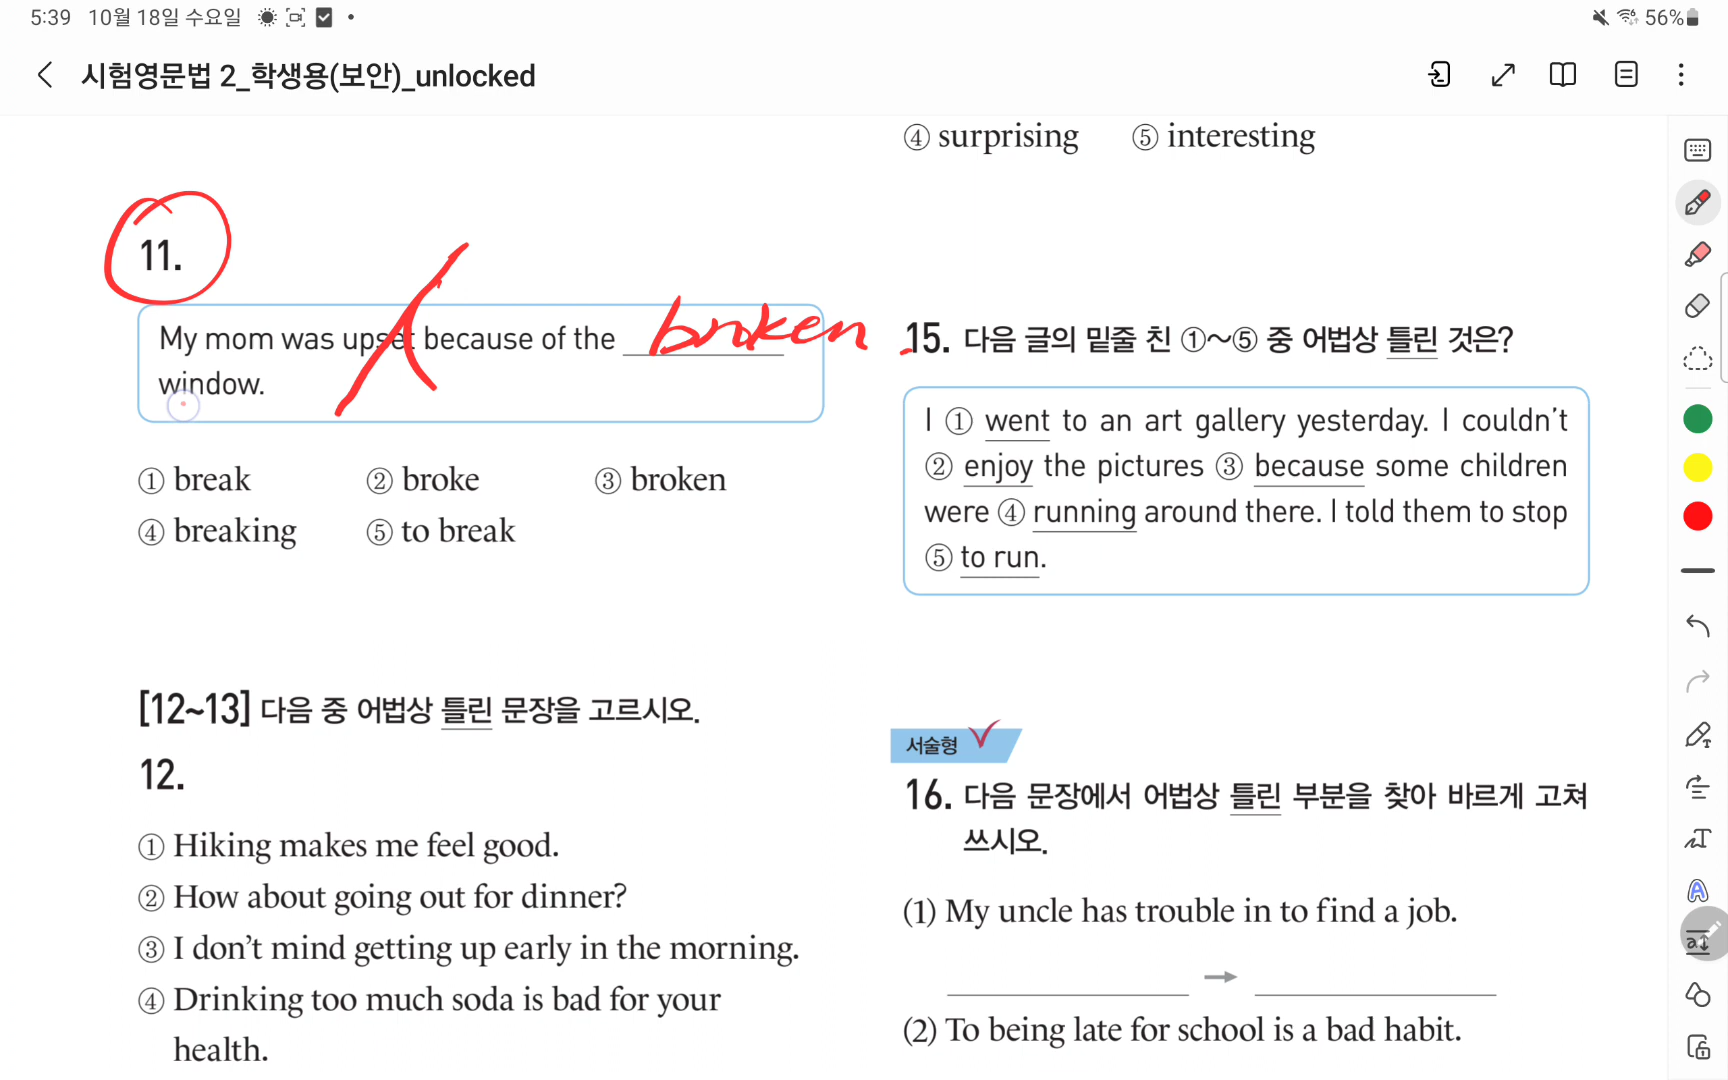 5:39 10월 18일 수요일
56%
시험영문법 2_학생용(보안)_unlocked
11.
My mom was upset because of the broken
window.
① break ② broke ③ broken
④ breaking ⑤ to break
[12~13] 다음 중 어법상 틀린 문장을 고르시오.
12.
① Hiking makes me feel good.
② How about going out for dinner?
③ I don't mind getting up early in the morning.
④ Drinking too much soda is bad for your
health.
④ surprising ⑤ interesting
15. 다음 글의 밑줄 친 ①~⑤ 중 어법상 틀린 것은?
I ① went to an art gallery yesterday. I couldn't
② enjoy the pictures ③ because some children
were ④ running around there. I told them to stop
⑤ to run.
서술형
16. 다음 문장에서 어법상 틀린 부분을 찾아 바르게 고쳐
쓰시오.
(1) My uncle has trouble in to find a job.
→
(2) To being late for school is a bad habit.